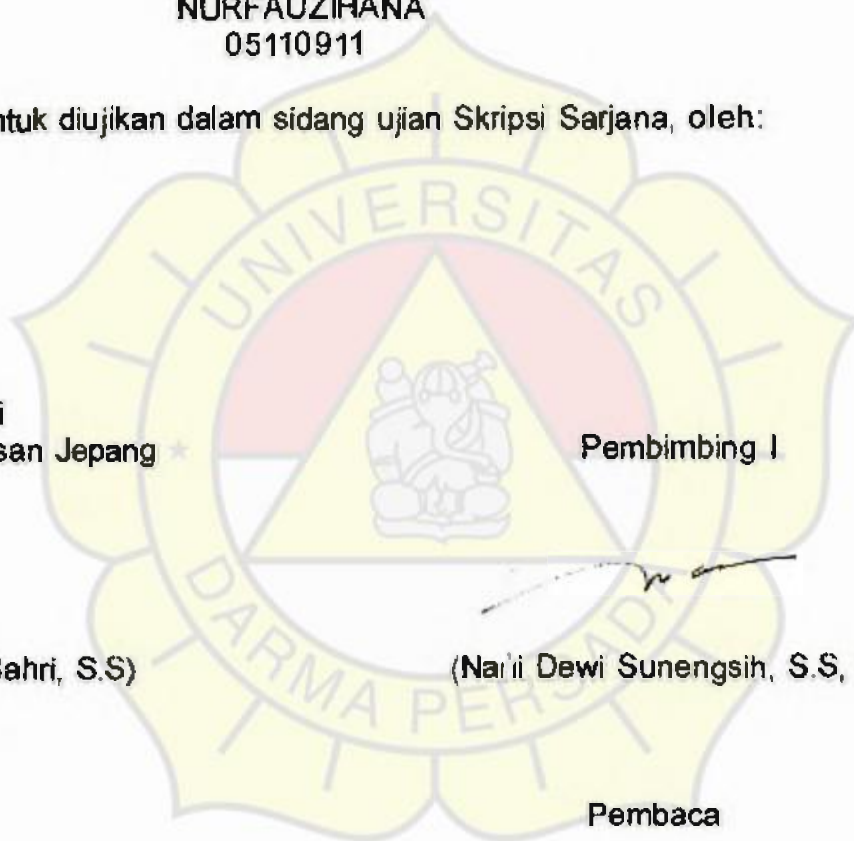 NURFAUZIHANA
05110911
ntuk diujikan dalam sidang ujian Skripsi Sarjana, oleh:
UNIVERSITAS
san Jepang
Pembimbing I
DARMA PERSADA
ahri, S.S)
Dewi Sunengsih, S.S,
Pembaca